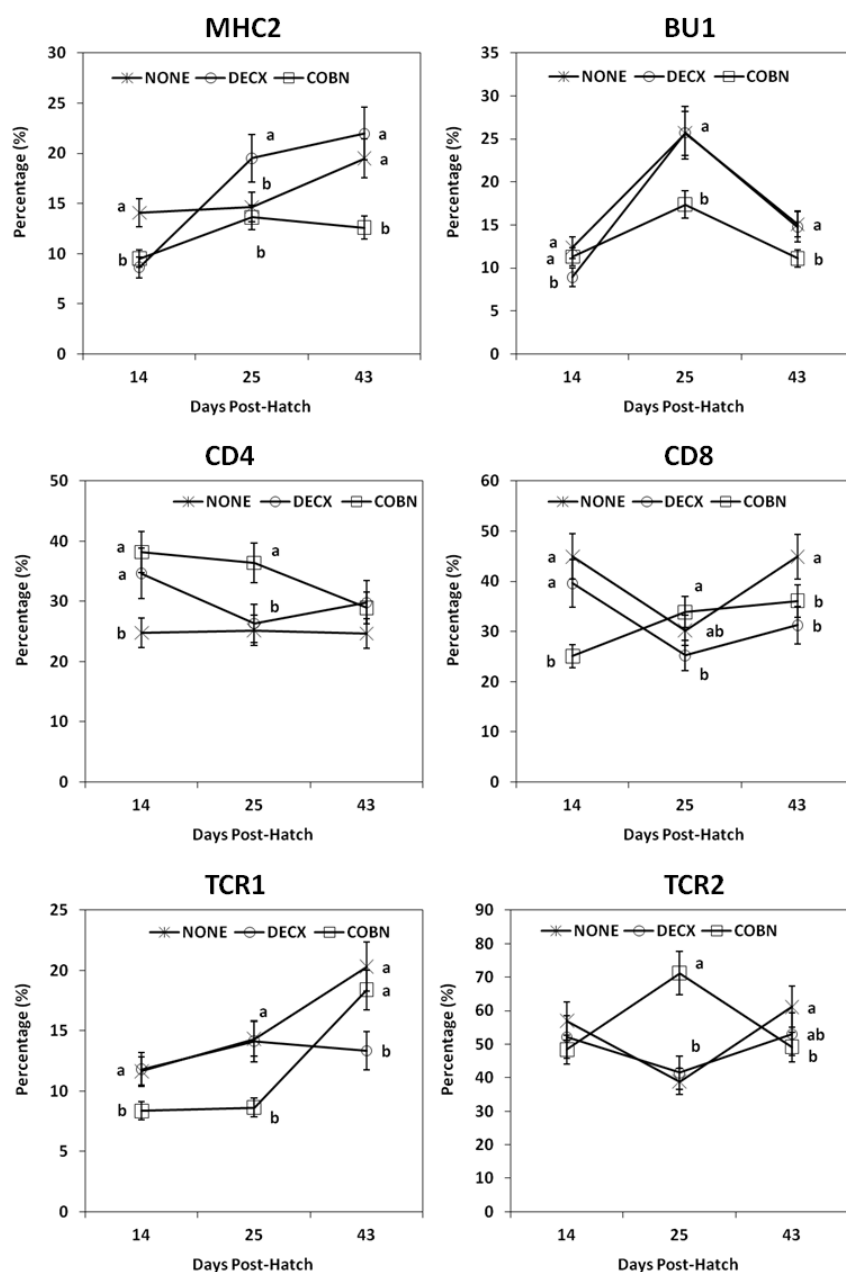 MHC2
NONE DECX COBN
Percentage (%)
30
25
20
15
10
5
0
a
b
a
b
b
a
a
b
14 25 43
Days Post-Hatch
BU1
NONE DECX COBN
Percentage (%)
35
30
25
20
15
10
5
0
a
a
b
a
b
a
b
14 25 43
Days Post-Hatch
CD4
NONE DECX COBN
Percentage (%)
50
40
30
20
10
0
a
a
b
a
b
14 25 43
Days Post-Hatch
CD8
NONE DECX COBN
Percentage (%)
60
50
40
30
20
10
0
a
a
b
a
ab
b
a
b
b
14 25 43
Days Post-Hatch
TCR1
NONE DECX COBN
Percentage (%)
25
20
15
10
5
0
a
b
a
b
a
a
b
14 25 43
Days Post-Hatch
TCR2
NONE DECX COBN
Percentage (%)
90
80
70
60
50
40
30
20
10
0
a
b
a
ab
b
14 25 43
Days Post-Hatch